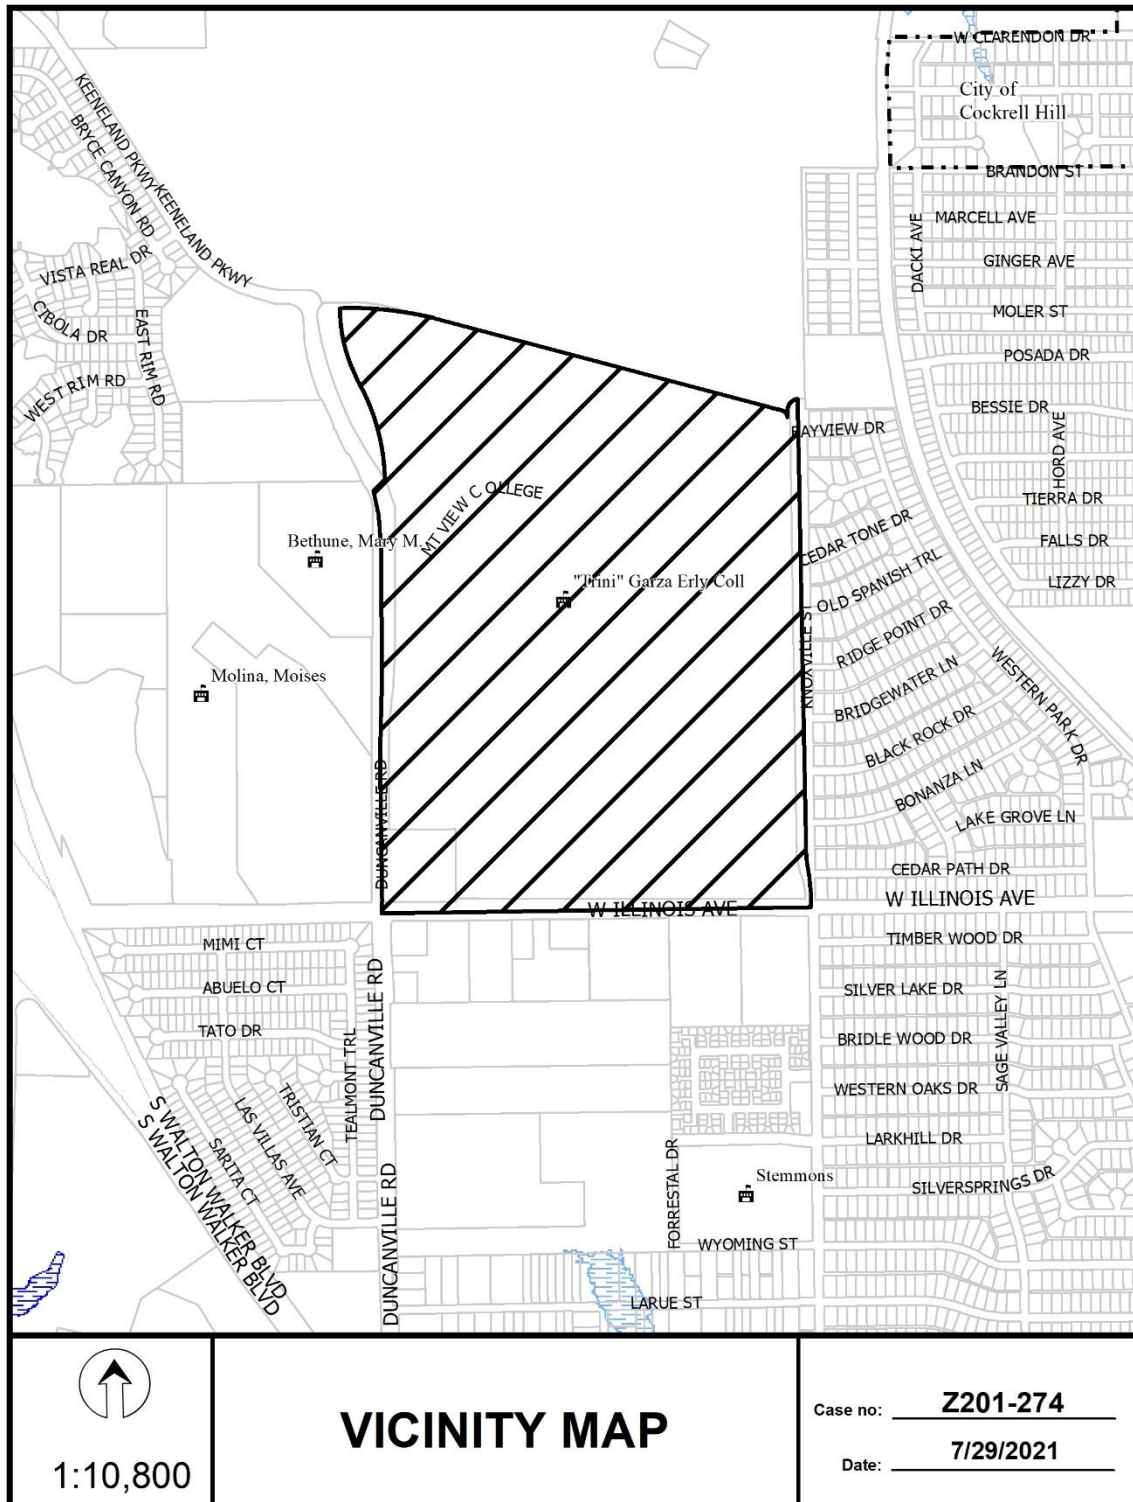 W CLARENDON DR
City of
Cockrell Hill
BRANDON ST
KEENELAND PKWY
BRYCE CANYON RD
KEENELAND PKWY
MARCELL AVE
DACKI AVE
GINGER AVE
VISTA REAL DR
CIBOLA DR
EAST RIM RD
MOLER ST
POSADA DR
WEST RIM RD
BESSIE DR
HORD AVE
RAYVIEW DR
MT VIEW C OLLEGE
TIERRA DR
CEDAR TONE DR
FALLS DR
Bethune, Mary M.
"Trini" Garza Erly Coll
OLD SPANISH TRL
LIZZY DR
KNOXVILLE ST
RIDGE POINT DR
Molina, Moises
BRIDGEWATER LN
WESTERN PARK DR
BLACK ROCK DR
BONANZA LN
DUNCANVILLE RD
LAKE GROVE LN
CEDAR PATH DR
W ILLINOIS AVE
W ILLINOIS AVE
MIMI CT
TIMBER WOOD DR
ABUELO CT
DUNCANVILLE RD
SILVER LAKE DR
SAGE VALLEY LN
TATO DR
TEALMONT TRL
BRIDLE WOOD DR
TRISTIAN CT
WESTERN OAKS DR
LAS VILLAS AVE
S WALTON WALKER BLVD
S WALTON WALKER BLVD
SARITA CT
LARKHILL DR
FORRESTAL DR
Stemmons
SILVERSPRINGS DR
DUNCANVILLE RD
WYOMING ST
LARUE ST
1:10,800
VICINITY MAP
Case no: Z201-274
Date: 7/29/2021